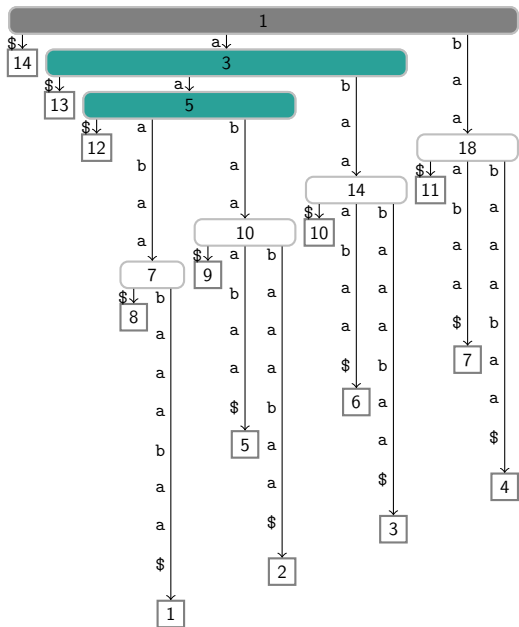 1
$ a b
14 3
$ a b a
13 5
$ a b a a
12 18
b a a $ a b
14 11
a a $ a b b a
10 10
a $ a b b a a a
7 9
$ b b a a a a a
8
a a a a a $ b
7
a a a $ b a
6
a $ b a a
5
b a a $
4
a a $
3
a $
2
$
1